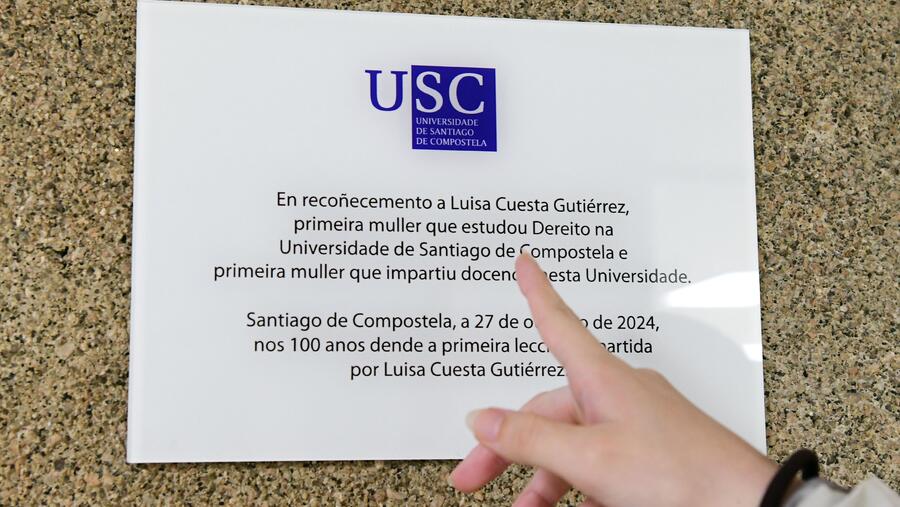 USC
UNIVERSIDADE
DE SANTIAGO
DE COMPOSTELA
En recoñecemento a Luisa Cuesta Gutiérrez,
primeira muller que estudou Dereito na
Universidade de Santiago de Compostela e
primeira muller que impartiu nesta Universidade.
Santiago de Compostela, a 27 de de 2024,
nos 100 anos dende a primeira
por Luisa Cuesta Gutiérrez